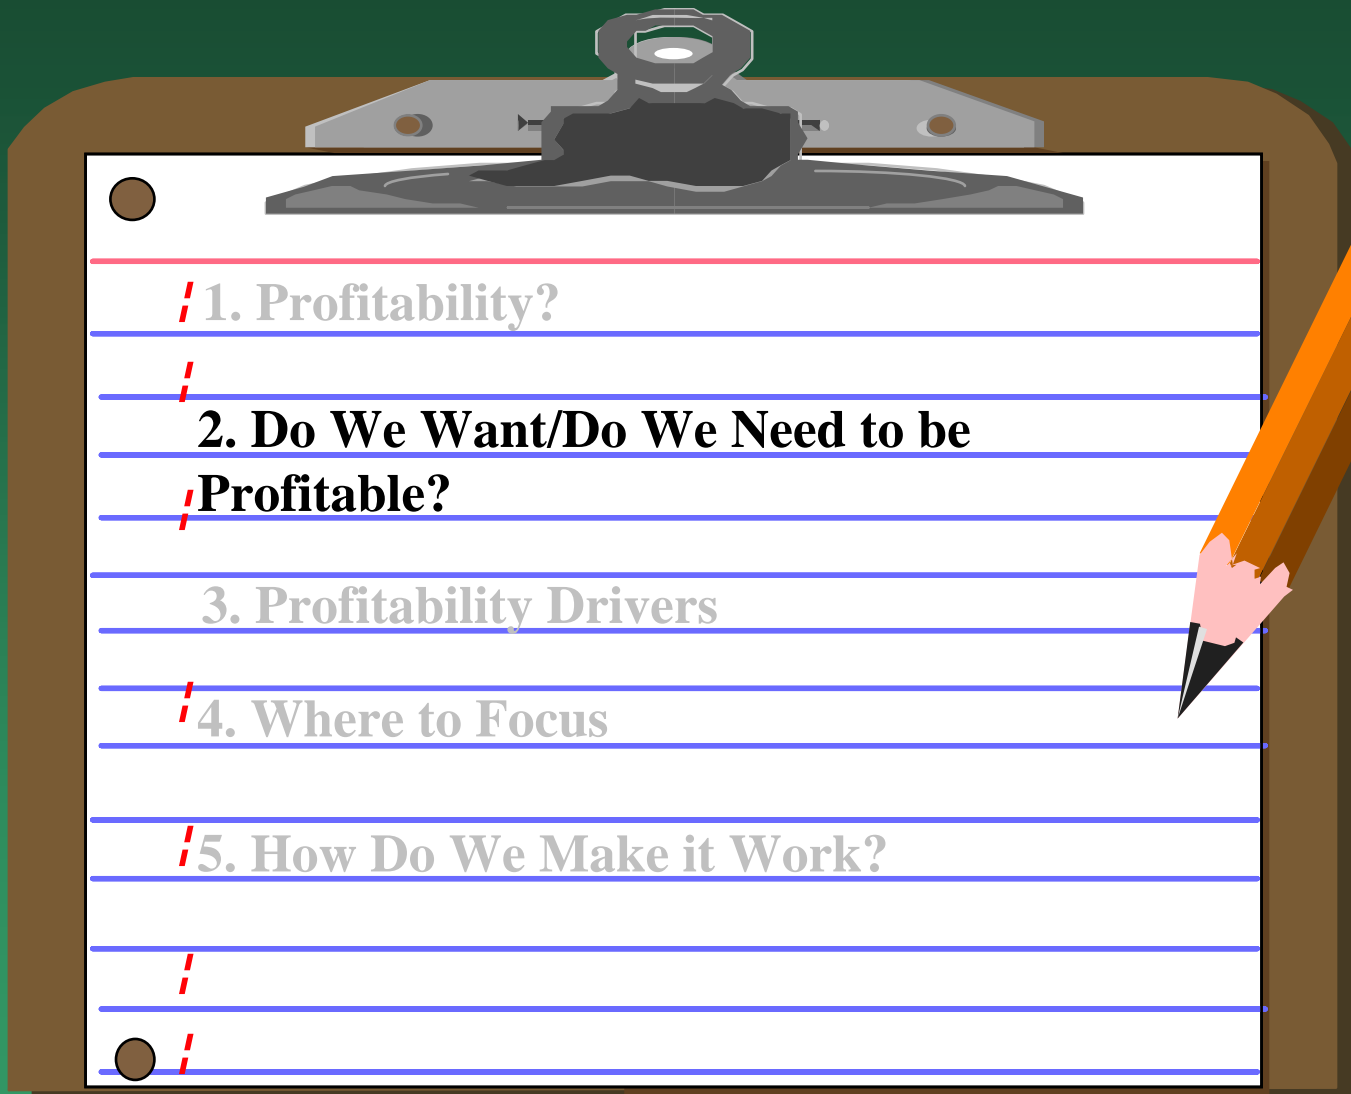 1. Profitability?
2. Do We Want/Do We Need to be
Profitable?
3. Profitability Drivers
4. Where to Focus
5. How Do We Make it Work?